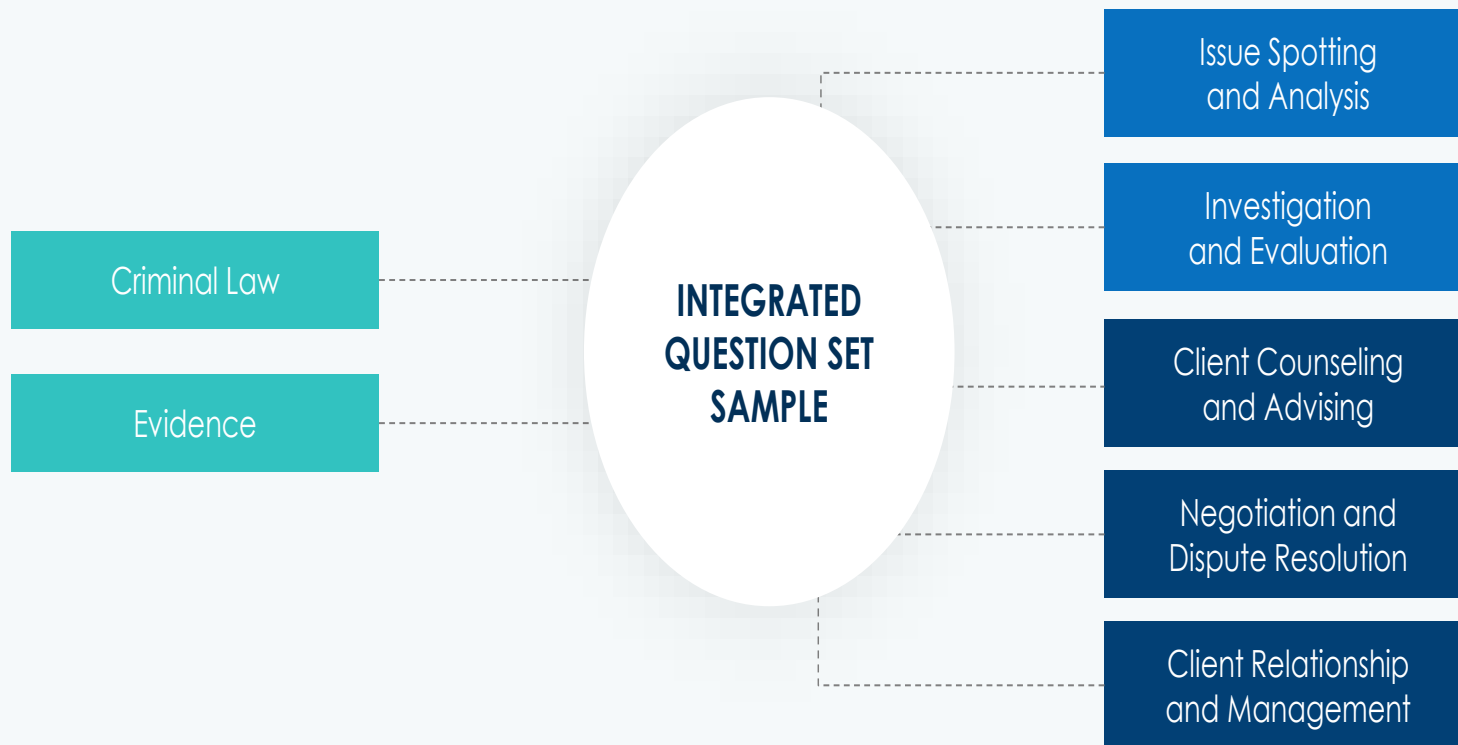 Criminal Law
Evidence
INTEGRATED
QUESTION SET
SAMPLE
Issue Spotting
and Analysis
Investigation
and Evaluation
Client Counseling
and Advising
Negotiation and
Dispute Resolution
Client Relationship
and Management